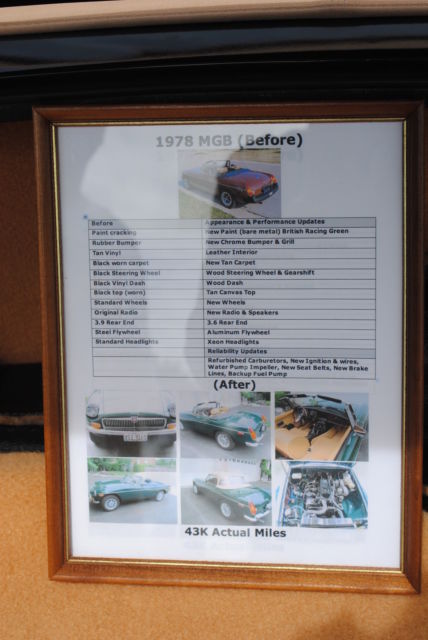 1978 MGB (Before)
Before Appearance & Performance Updates
Paint cracking New Paint (bare metal) British Racing Green
Rubber Bumper New Chrome Bumper & Grill
Tan Vinyl Leather Interior
Black worn carpet New Tan Carpet
Black Steering Wheel Wood Steering Wheel & Gearshift
Black Vinyl Dash Wood Dash
Black top (worn) Tan Canvas Top
Standard Wheels New Wheels
Original Radio New Radio & Speakers
3.9 Rear End 3.6 Rear End
Steel Flywheel Aluminum Flywheel
Standard Headlights Xeon Headlights
Reliability Updates
Refurbished Carburetors, New Ignition & wires,
Water Pump Impeller, New Seat Belts, New Brake
Lines, Backup Fuel Pump
(After)
43K Actual Miles